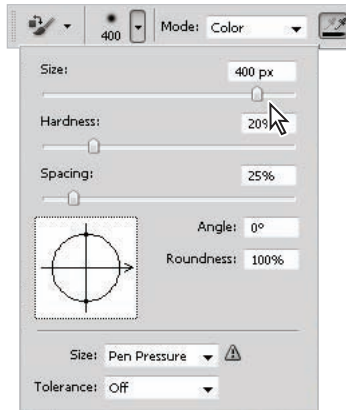 400 Mode: Color
Size: 400 px
Hardness: 20%
Spacing: 25%
Angle: 0°
Roundness: 100%
Size: Pen Pressure
Tolerance: Off